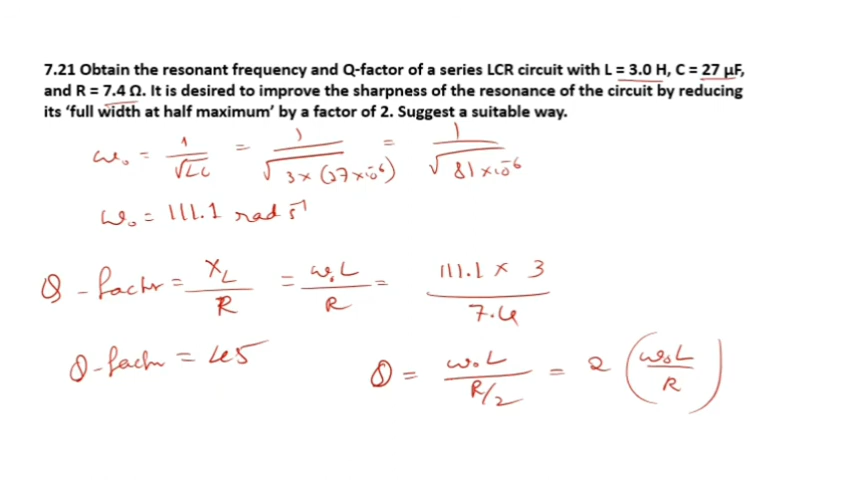 7.21 Obtain the resonant frequency and Q-factor of a series LCR circuit with L = 3.0 H, C = 27 μF,
and R = 7.4 Ω. It is desired to improve the sharpness of the resonance of the circuit by reducing
its ‘full width at half maximum’ by a factor of 2. Suggest a suitable way.
ω₀ = 1/√LC = 1/√(3 × (27×10⁻⁶)) = 1/√(81×10⁻⁶)
ω₀ = 111.1 rad s⁻¹
Q - factor = X_L/R = ω₀L/R = (111.1 × 3)/7.4
Q-factor = 45
Q = ω₀L/(R/2) = 2 (ω₀L/R)